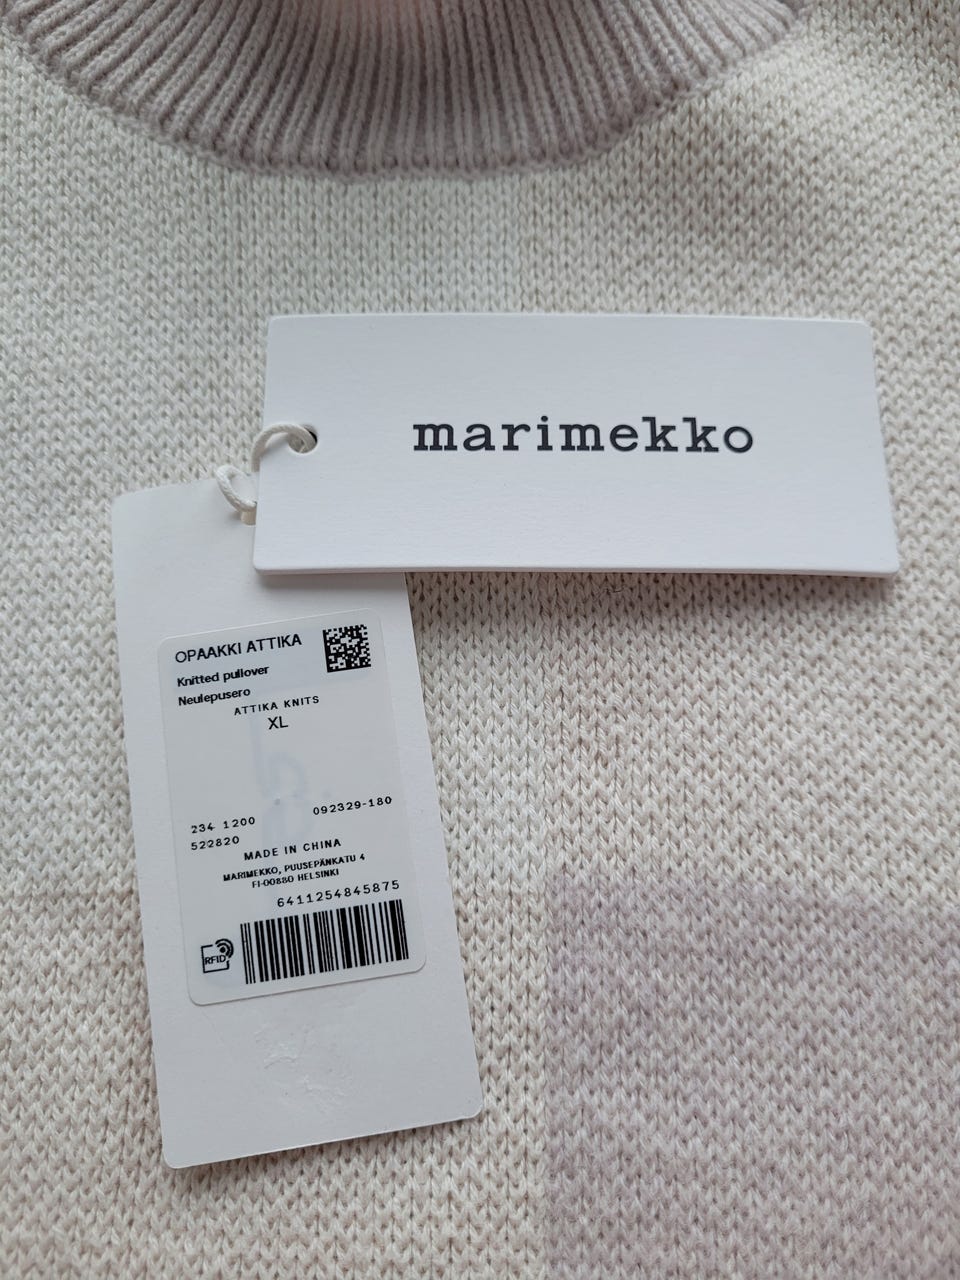 marimekko
OPAAKKI ATTIKA
Knitted pullover
Neulepusero
ATTIKA KNITS
XL
234 1200 092329-180
522820
MADE IN CHINA
MARIMEKKO, PUUSEPÄNKATU 4
FI-00880 HELSINKI
6411254845875
RFID